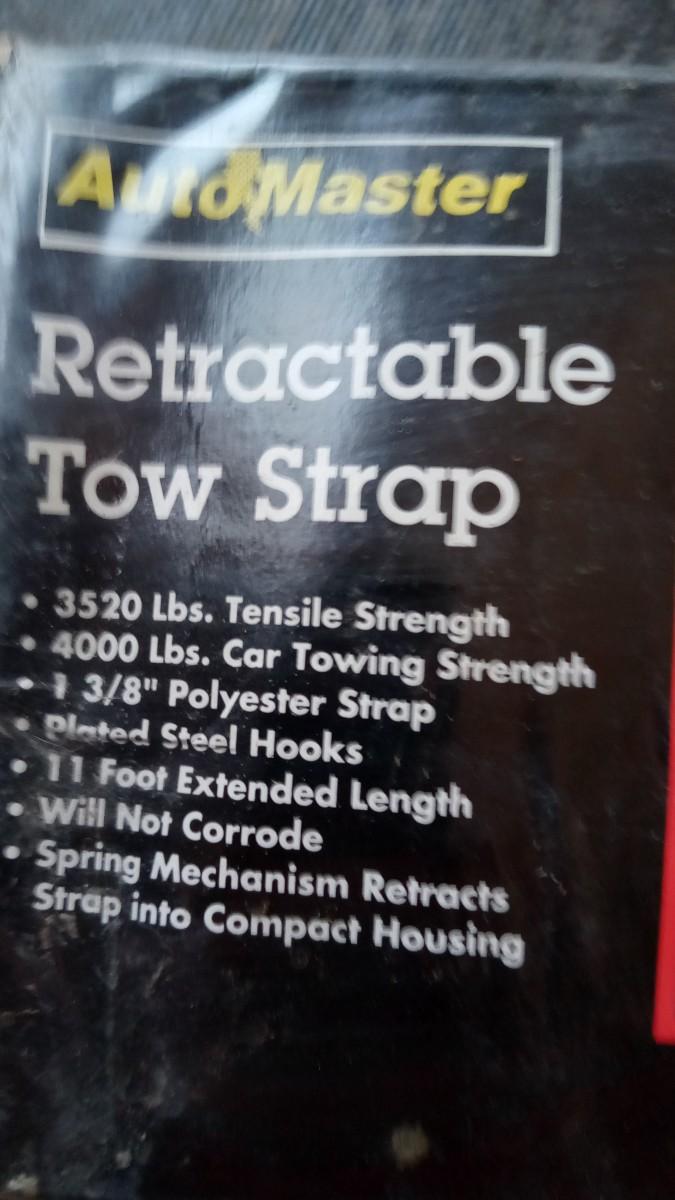 AutoMaster
Retractable
Tow Strap
• 3520 Lbs. Tensile Strength
• 4000 Lbs. Car Towing Strength
• 1 3/8" Polyester Strap
• Plated Steel Hooks
• 11 Foot Extended Length
• Will Not Corrode
• Spring Mechanism Retracts
Strap into Compact Housing